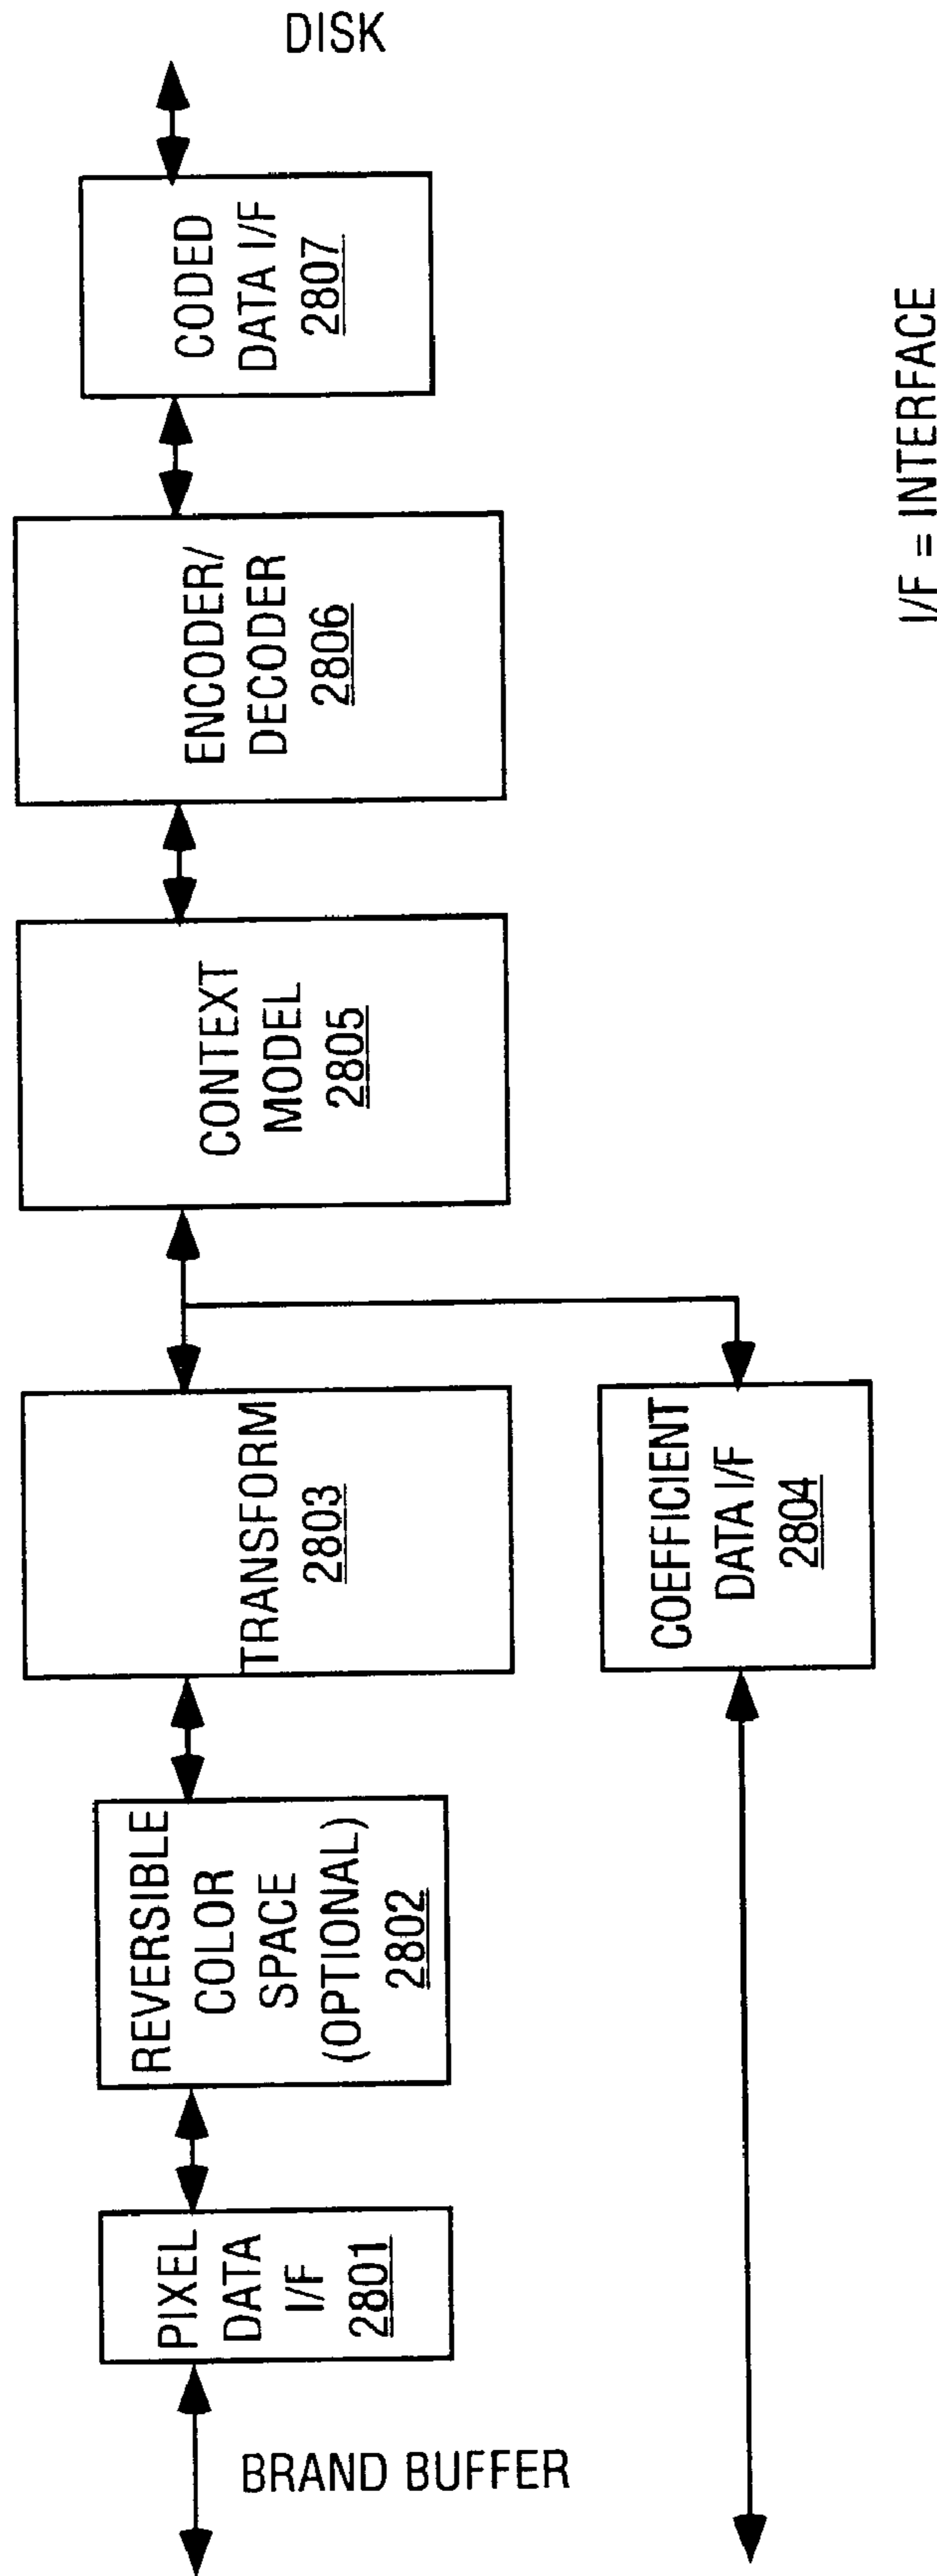 BRAND BUFFER
PIXEL
DATA
I/F
2801
REVERSIBLE
COLOR
SPACE
(OPTIONAL)
2802
TRANSFORM
2803
COEFFICIENT
DATA I/F
2804
CONTEXT
MODEL
2805
ENCODER/
DECODER
2806
CODED
DATA I/F
2807
DISK
I/F = INTERFACE